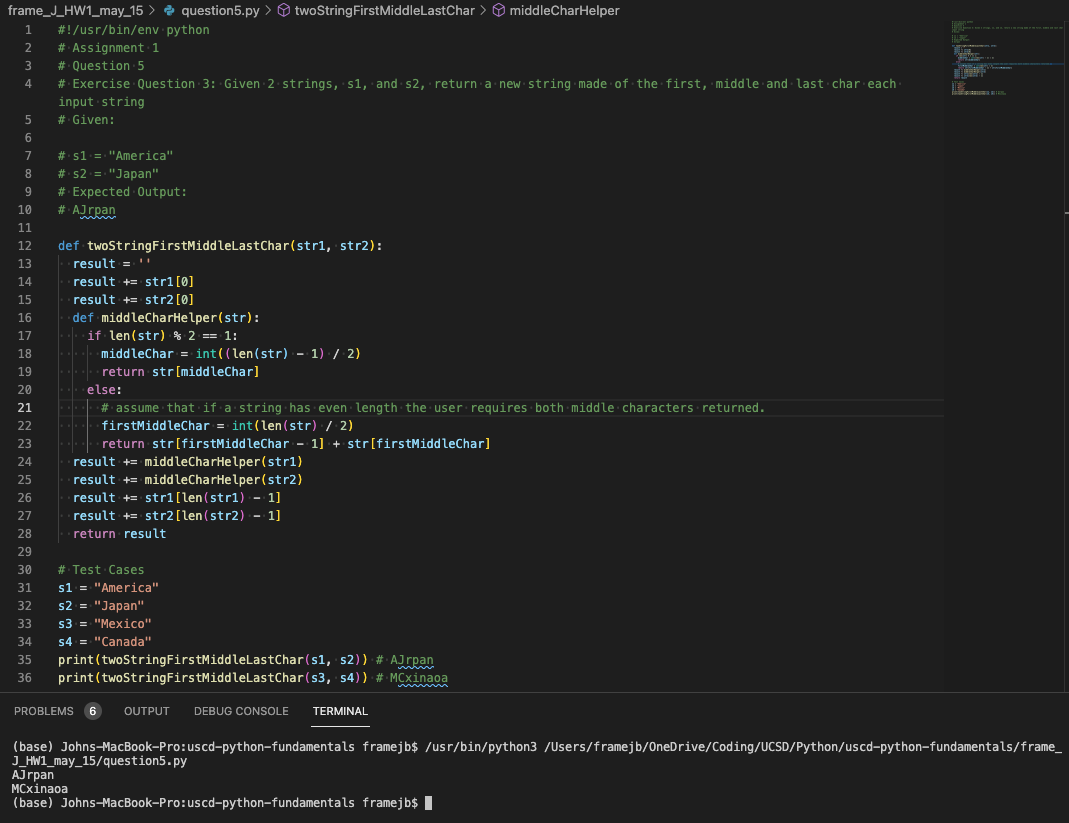 frame_J_HW1_may_15 > question5.py > twoStringFirstMiddleLastChar > middleCharHelper
1 #!/usr/bin/env python
2 # Assignment 1
3 # Question 5
4 # Exercise Question 3: Given 2 strings, s1, and s2, return a new string made of the first, middle and last char each
input string
5 # Given:
6
7 # s1 = "America"
8 # s2 = "Japan"
9 # Expected Output:
10 # AJrpan
11
12 def twoStringFirstMiddleLastChar(str1, str2):
13   result = ''
14   result += str1[0]
15   result += str2[0]
16   def middleCharHelper(str):
17     if len(str) % 2 == 1:
18       middleChar = int((len(str) - 1) / 2)
19       return str[middleChar]
20     else:
21       # assume that if a string has even length the user requires both middle characters returned.
22       firstMiddleChar = int(len(str) / 2)
23       return str[firstMiddleChar - 1] + str[firstMiddleChar]
24   result += middleCharHelper(str1)
25   result += middleCharHelper(str2)
26   result += str1[len(str1) - 1]
27   result += str2[len(str2) - 1]
28   return result
29
30 # Test Cases
31 s1 = "America"
32 s2 = "Japan"
33 s3 = "Mexico"
34 s4 = "Canada"
35 print(twoStringFirstMiddleLastChar(s1, s2)) # AJrpan
36 print(twoStringFirstMiddleLastChar(s3, s4)) # MCxinaoa
PROBLEMS 6 OUTPUT DEBUG CONSOLE TERMINAL
(base) Johns-MacBook-Pro:uscd-python-fundamentals framejb$ /usr/bin/python3 /Users/framejb/OneDrive/Coding/UCSD/Python/uscd-python-fundamentals/frame_
J_HW1_may_15/question5.py
AJrpan
MCxinaoa
(base) Johns-MacBook-Pro:uscd-python-fundamentals framejb$